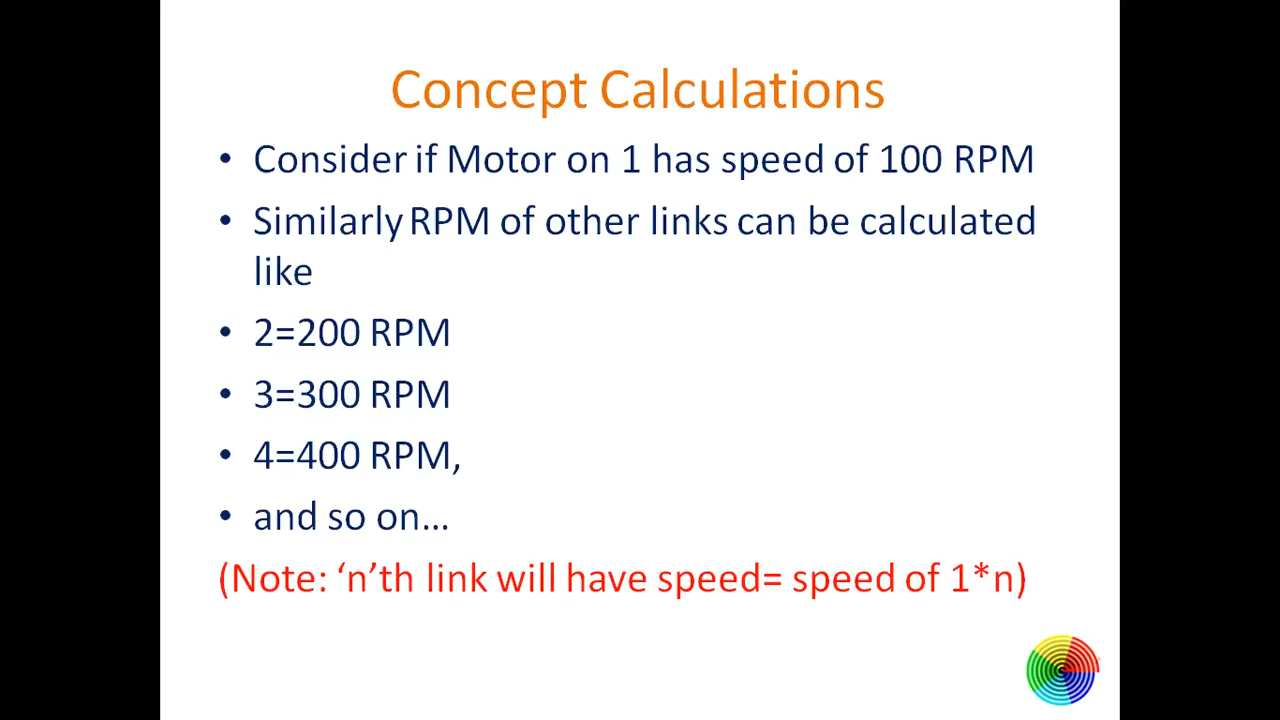 Concept Calculations
• Consider if Motor on 1 has speed of 100 RPM
• Similarly RPM of other links can be calculated
like
• 2=200 RPM
• 3=300 RPM
• 4=400 RPM,
• and so on...
(Note: ‘n’th link will have speed= speed of 1*n)